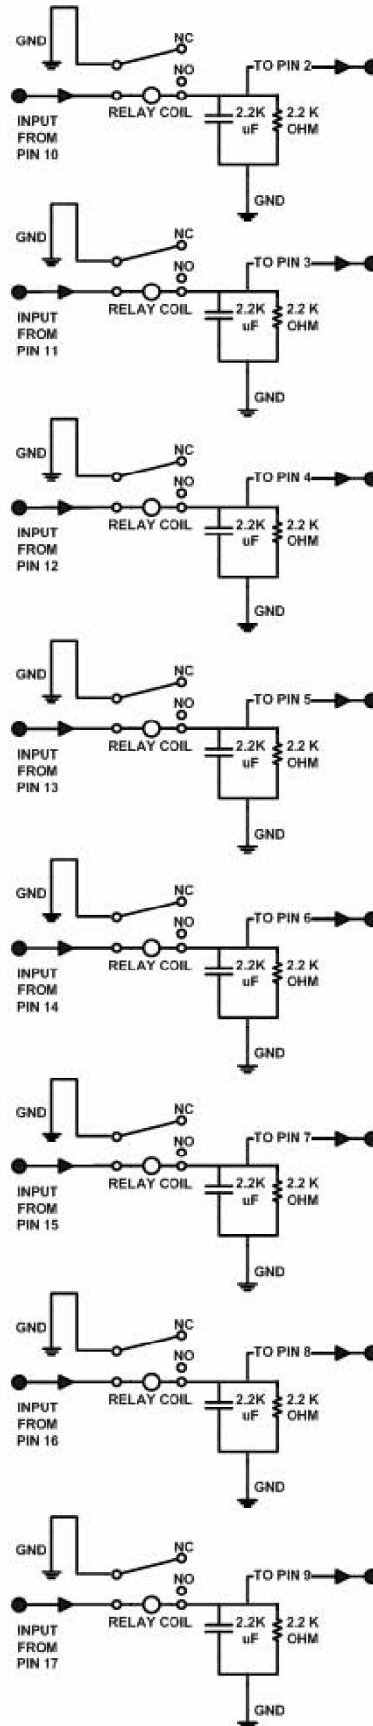 GND
NC
NO
TO PIN 2
INPUT
FROM
PIN 10
RELAY COIL
2.2K
uF
2.2K
OHM
GND
GND
NC
NO
TO PIN 3
INPUT
FROM
PIN 11
RELAY COIL
2.2K
uF
2.2 K
OHM
GND
GND
NC
NO
TO PIN 4
INPUT
FROM
PIN 12
RELAY COIL
2.2K
uF
2.2 K
OHM
GND
GND
NC
NO
TO PIN 5
INPUT
FROM
PIN 13
RELAY COIL
2.2K
uF
2.2 K
OHM
GND
GND
NC
NO
TO PIN 6
INPUT
FROM
PIN 14
RELAY COIL
2.2K
uF
2.2 K
OHM
GND
GND
NC
NO
TO PIN 7
INPUT
FROM
PIN 15
RELAY COIL
2.2K
uF
2.2 K
OHM
GND
GND
NC
NO
TO PIN 8
INPUT
FROM
PIN 16
RELAY COIL
2.2K
uF
2.2 K
OHM
GND
GND
NC
NO
TO PIN 9
INPUT
FROM
PIN 17
RELAY COIL
2.2K
uF
2.2 K
OHM
GND